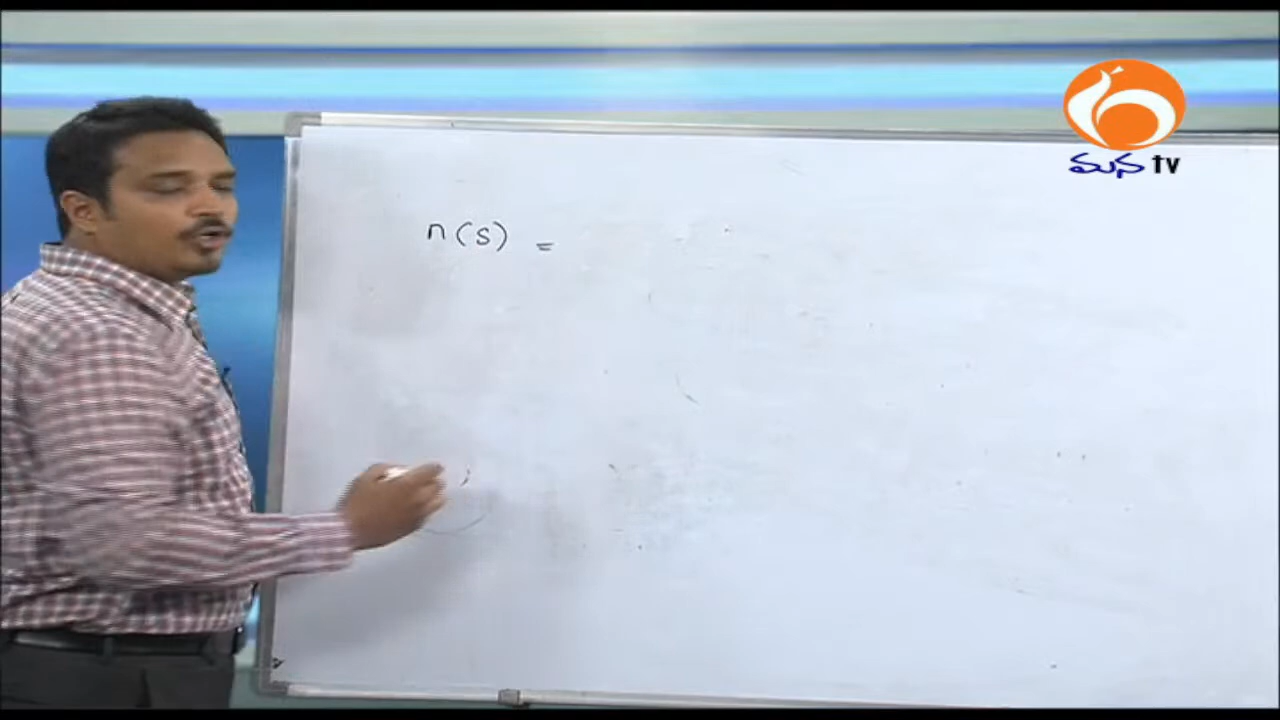 మన tv
n(s) =